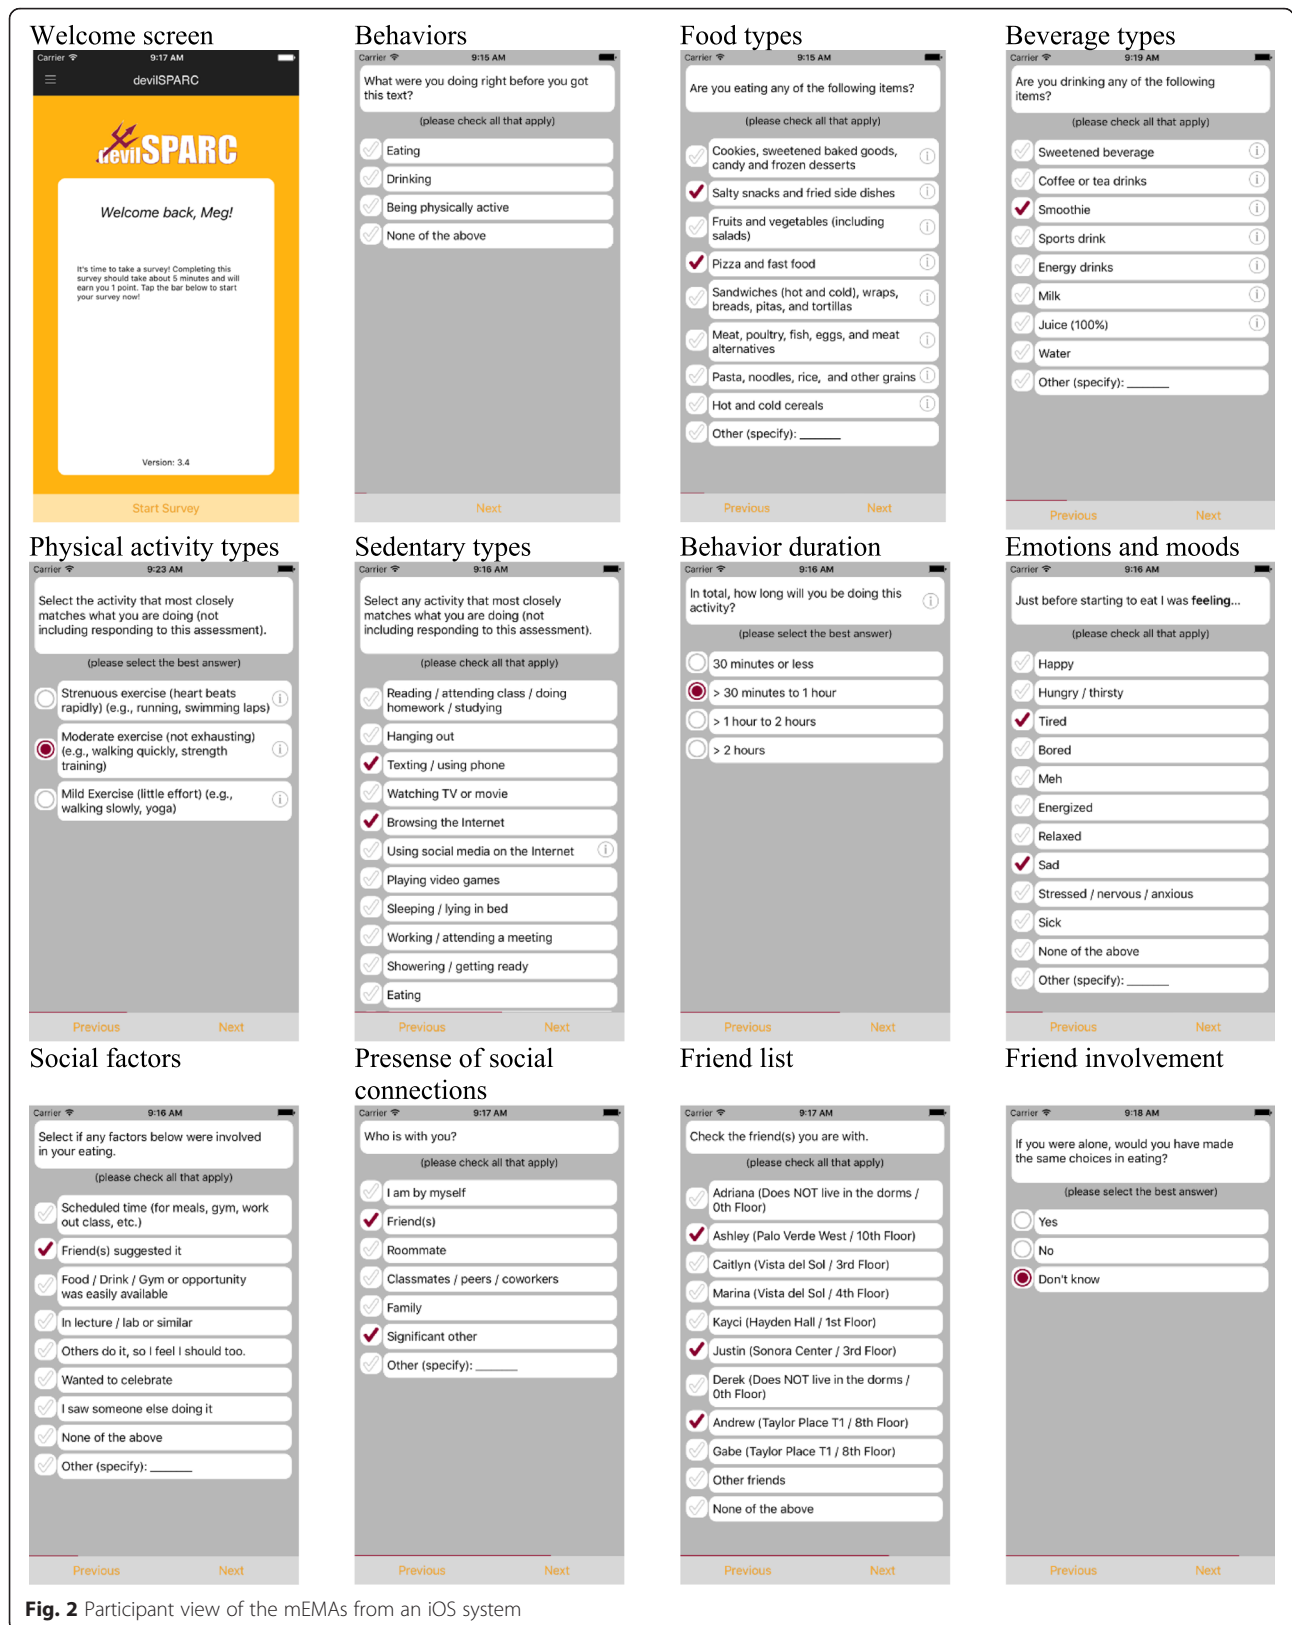 Welcome screen
Carrier 9:17 AM
devilSPARC
devilSPARC
Welcome back, Meg!
It's time to take a survey! Completing this
survey should take about 5 minutes and will
earn you 1 point. Tap the bar below to start
your survey now!
Version: 3.4
Start Survey
Behaviors
Carrier 9:15 AM
What were you doing right before you got
this text?
(please check all that apply)
Eating
Drinking
Being physically active
None of the above
Next
Food types
Carrier 9:15 AM
Are you eating any of the following items?
(please check all that apply)
Cookies, sweetened baked goods,
candy and frozen desserts
Salty snacks and fried side dishes
Fruits and vegetables (including
salads)
Pizza and fast food
Sandwiches (hot and cold), wraps,
breads, pitas, and tortillas
Meat, poultry, fish, eggs, and meat
alternatives
Pasta, noodles, rice, and other grains
Hot and cold cereals
Other (specify): ______
Previous Next
Beverage types
Carrier 9:19 AM
Are you drinking any of the following
items?
(please check all that apply)
Sweetened beverage
Coffee or tea drinks
Smoothie
Sports drink
Energy drinks
Milk
Juice (100%)
Water
Other (specify): ______
Previous Next
Physical activity types
Carrier 9:23 AM
Select the activity that most closely
matches what you are doing (not
including responding to this assessment).
(please select the best answer)
Strenuous exercise (heart beats
rapidly) (e.g., running, swimming laps)
Moderate exercise (not exhausting)
(e.g., walking quickly, strength
training)
Mild Exercise (little effort) (e.g.,
walking slowly, yoga)
Previous Next
Sedentary types
Carrier 9:16 AM
Select any activity that most closely
matches what you are doing (not
including responding to this assessment).
(please check all that apply)
Reading / attending class / doing
homework / studying
Hanging out
Texting / using phone
Watching TV or movie
Browsing the Internet
Using social media on the Internet
Playing video games
Sleeping / lying in bed
Working / attending a meeting
Showering / getting ready
Eating
Previous Next
Behavior duration
Carrier 9:16 AM
In total, how long will you be doing this
activity?
(please select the best answer)
30 minutes or less
> 30 minutes to 1 hour
> 1 hour to 2 hours
> 2 hours
Previous Next
Emotions and moods
Carrier 9:16 AM
Just before starting to eat I was feeling...
(please check all that apply)
Happy
Hungry / thirsty
Tired
Bored
Meh
Energized
Relaxed
Sad
Stressed / nervous / anxious
Sick
None of the above
Other (specify): ______
Previous Next
Social factors
Carrier 9:16 AM
Select if any factors below were involved
in your eating.
(please check all that apply)
Scheduled time (for meals, gym, work
out class, etc.)
Friend(s) suggested it
Food / Drink / Gym or opportunity
was easily available
In lecture / lab or similar
Others do it, so I feel I should too.
Wanted to celebrate
I saw someone else doing it
None of the above
Other (specify): ______
Previous Next
Presense of social
connections
Carrier 9:17 AM
Who is with you?
(please check all that apply)
I am by myself
Friend(s)
Roommate
Classmates / peers / coworkers
Family
Significant other
Other (specify): ______
Previous Next
Friend list
Carrier 9:17 AM
Check the friend(s) you are with.
(please check all that apply)
Adriana (Does NOT live in the dorms /
0th Floor)
Ashley (Palo Verde West / 10th Floor)
Caitlyn (Vista del Sol / 3rd Floor)
Marina (Vista del Sol / 4th Floor)
Kayci (Hayden Hall / 1st Floor)
Justin (Sonora Center / 3rd Floor)
Derek (Does NOT live in the dorms /
0th Floor)
Andrew (Taylor Place T1 / 8th Floor)
Gabe (Taylor Place T1 / 8th Floor)
Other friends
None of the above
Previous Next
Friend involvement
Carrier 9:18 AM
If you were alone, would you have made
the same choices in eating?
(please select the best answer)
Yes
No
Don't know
Previous Next
Fig. 2 Participant view of the mEMAs from an iOS system